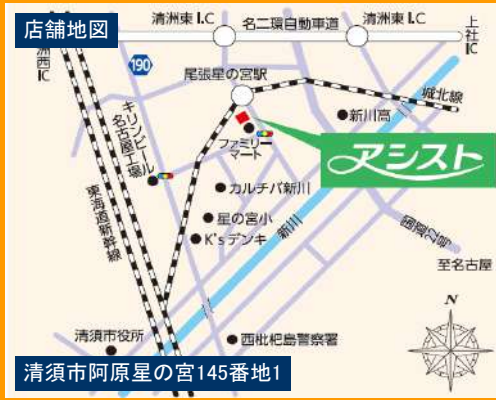 店舗地図
清洲東 I.C
名二環自動車道
清洲東 I.C
上社IC
清洲西IC
190
尾張星の宮駅
城北線
新川高
キリンビール
名古屋工場
ファミリー
マート
アシスト
カルチバ新川
東海道新幹線
星の宮小
K'sデンキ
新川
国道22号
至名古屋
N
清須市役所
西枇杷島警察署
清須市阿原星の宮145番地1